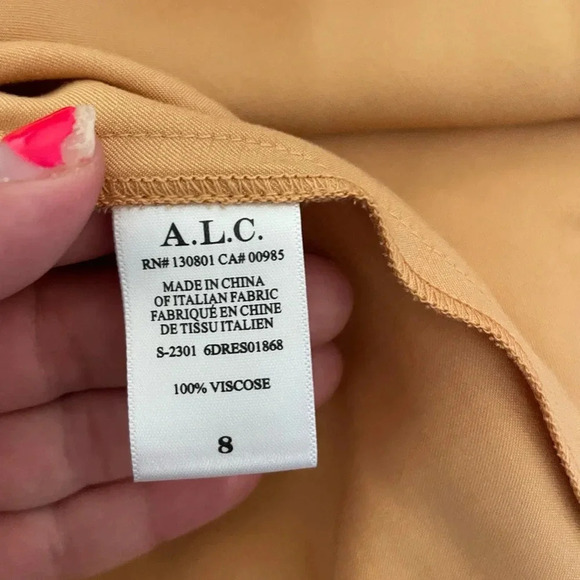 A.L.C.
RN# 130801 CA# 00985
MADE IN CHINA
OF ITALIAN FABRIC
FABRIQUÉ EN CHINE
DE TISSU ITALIEN
S-2301 6DRES01868
100% VISCOSE
8